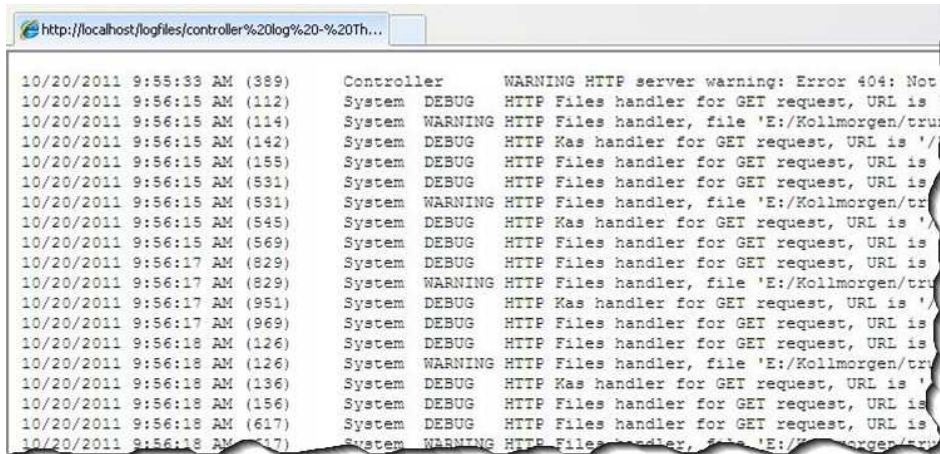 http://localhost/logfiles/controller%20log%20-%20Th...
10/20/2011 9:55:33 AM (389) Controller WARNING HTTP server warning: Error 404: Not
10/20/2011 9:56:15 AM (112) System DEBUG HTTP Files handler for GET request, URL is
10/20/2011 9:56:15 AM (114) System WARNING HTTP Files handler, file 'E:/Kollmorgen/trun
10/20/2011 9:56:15 AM (142) System DEBUG HTTP Kas handler for GET request, URL is '/
10/20/2011 9:56:15 AM (155) System DEBUG HTTP Files handler for GET request, URL is
10/20/2011 9:56:15 AM (531) System DEBUG HTTP Files handler for GET request, URL is
10/20/2011 9:56:15 AM (531) System WARNING HTTP Files handler, file 'E:/Kollmorgen/tr
10/20/2011 9:56:15 AM (545) System DEBUG HTTP Kas handler for GET request, URL is '/
10/20/2011 9:56:15 AM (569) System DEBUG HTTP Files handler for GET request, URL is
10/20/2011 9:56:17 AM (829) System DEBUG HTTP Files handler for GET request, URL is
10/20/2011 9:56:17 AM (829) System WARNING HTTP Files handler, file 'E:/Kollmorgen/tru
10/20/2011 9:56:17 AM (951) System DEBUG HTTP Kas handler for GET request, URL is '/
10/20/2011 9:56:17 AM (969) System DEBUG HTTP Files handler for GET request, URL is
10/20/2011 9:56:18 AM (126) System DEBUG HTTP Files handler for GET request, URL is
10/20/2011 9:56:18 AM (126) System WARNING HTTP Files handler, file 'E:/Kollmorgen/tru
10/20/2011 9:56:18 AM (136) System DEBUG HTTP Kas handler for GET request, URL is '
10/20/2011 9:56:18 AM (156) System DEBUG HTTP Files handler for GET request, URL is
10/20/2011 9:56:18 AM (617) System DEBUG HTTP Files handler for GET request, URL is
10/20/2011 9:56:18 AM System WARNING HTTP Files handler,